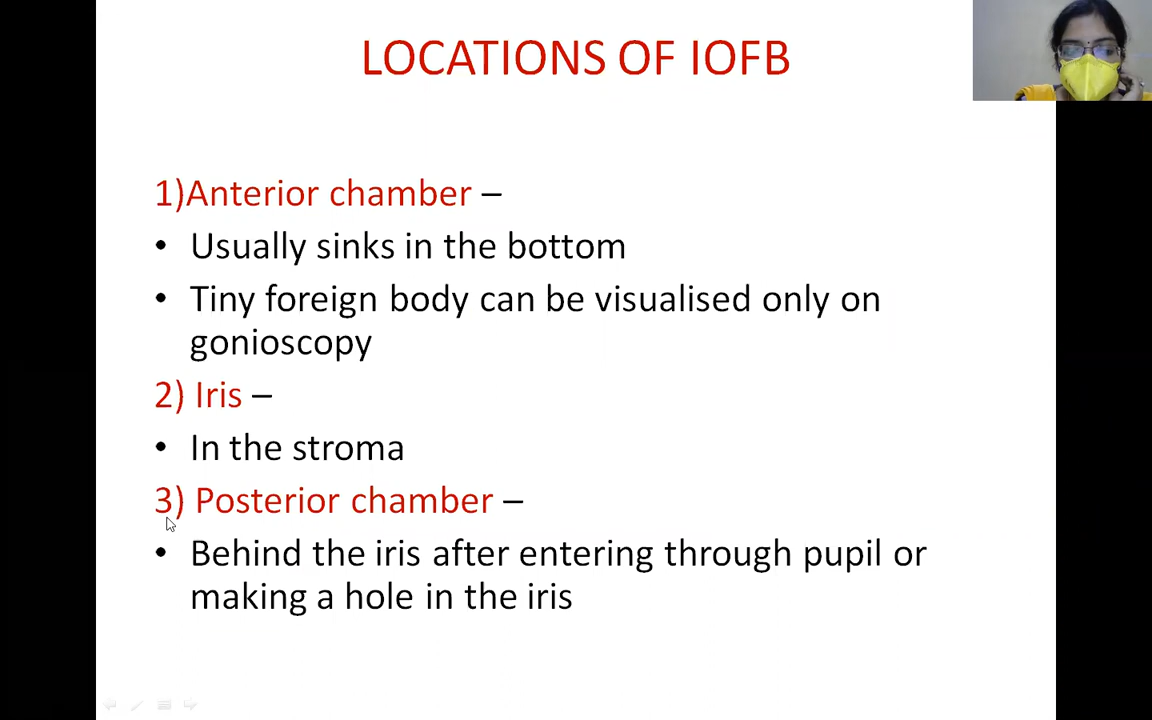 LOCATIONS OF IOFB
1)Anterior chamber –
• Usually sinks in the bottom
• Tiny foreign body can be visualised only on
gonioscopy
2) Iris –
• In the stroma
3) Posterior chamber –
• Behind the iris after entering through pupil or
making a hole in the iris